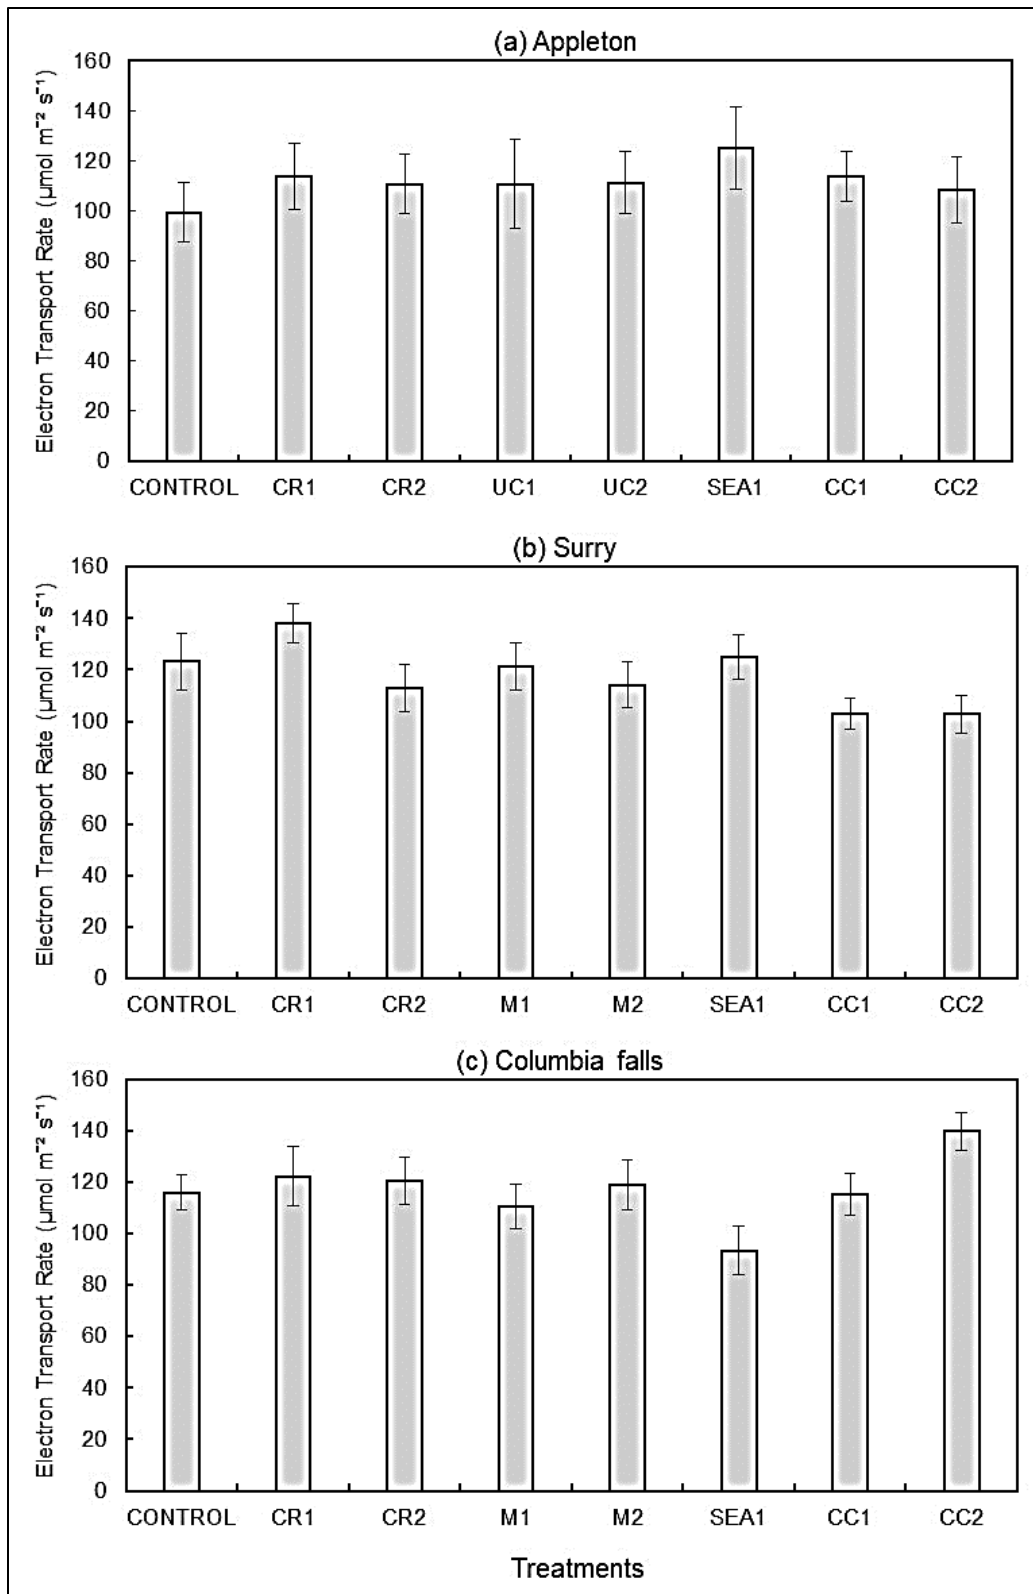 (a) Appleton
Electron Transport Rate (µmol m⁻² s⁻¹)
160
140
120
100
80
60
40
20
0
CONTROL CR1 CR2 UC1 UC2 SEA1 CC1 CC2
(b) Surry
Electron Transport Rate (µmol m⁻² s⁻¹)
160
140
120
100
80
60
40
20
0
CONTROL CR1 CR2 M1 M2 SEA1 CC1 CC2
(c) Columbia falls
Electron Transport Rate (µmol m⁻² s⁻¹)
160
140
120
100
80
60
40
20
0
CONTROL CR1 CR2 M1 M2 SEA1 CC1 CC2
Treatments